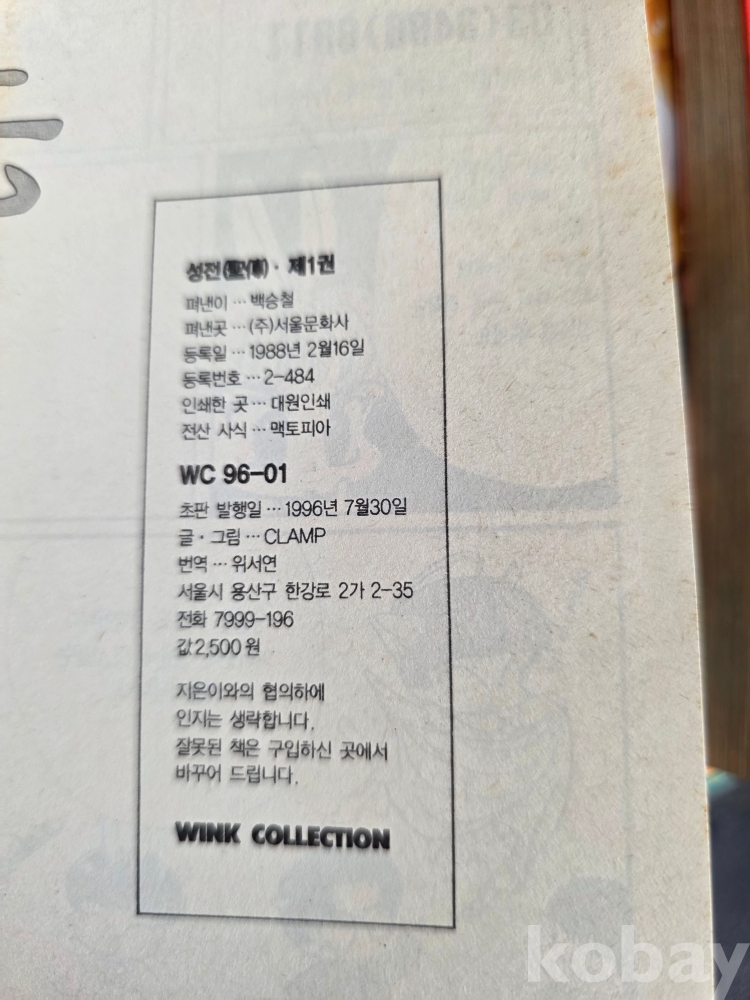 성전(聖傳)·제1권
펴낸이…백승철
펴낸곳…(주)서울문화사
등록일…1988년 2월16일
등록번호…2-484
인쇄한 곳…대원인쇄
전산 사식…맥토피아
WC 96-01
초판 발행일…1996년 7월30일
글·그림…CLAMP
번역…위서연
서울시 용산구 한강로 2가 2-35
전화 7999-196
값2,500원
지은이와의 협의하에
인지는 생략합니다.
잘못된 책은 구입하신 곳에서
바꾸어 드립니다.
WINK COLLECTION
kobay